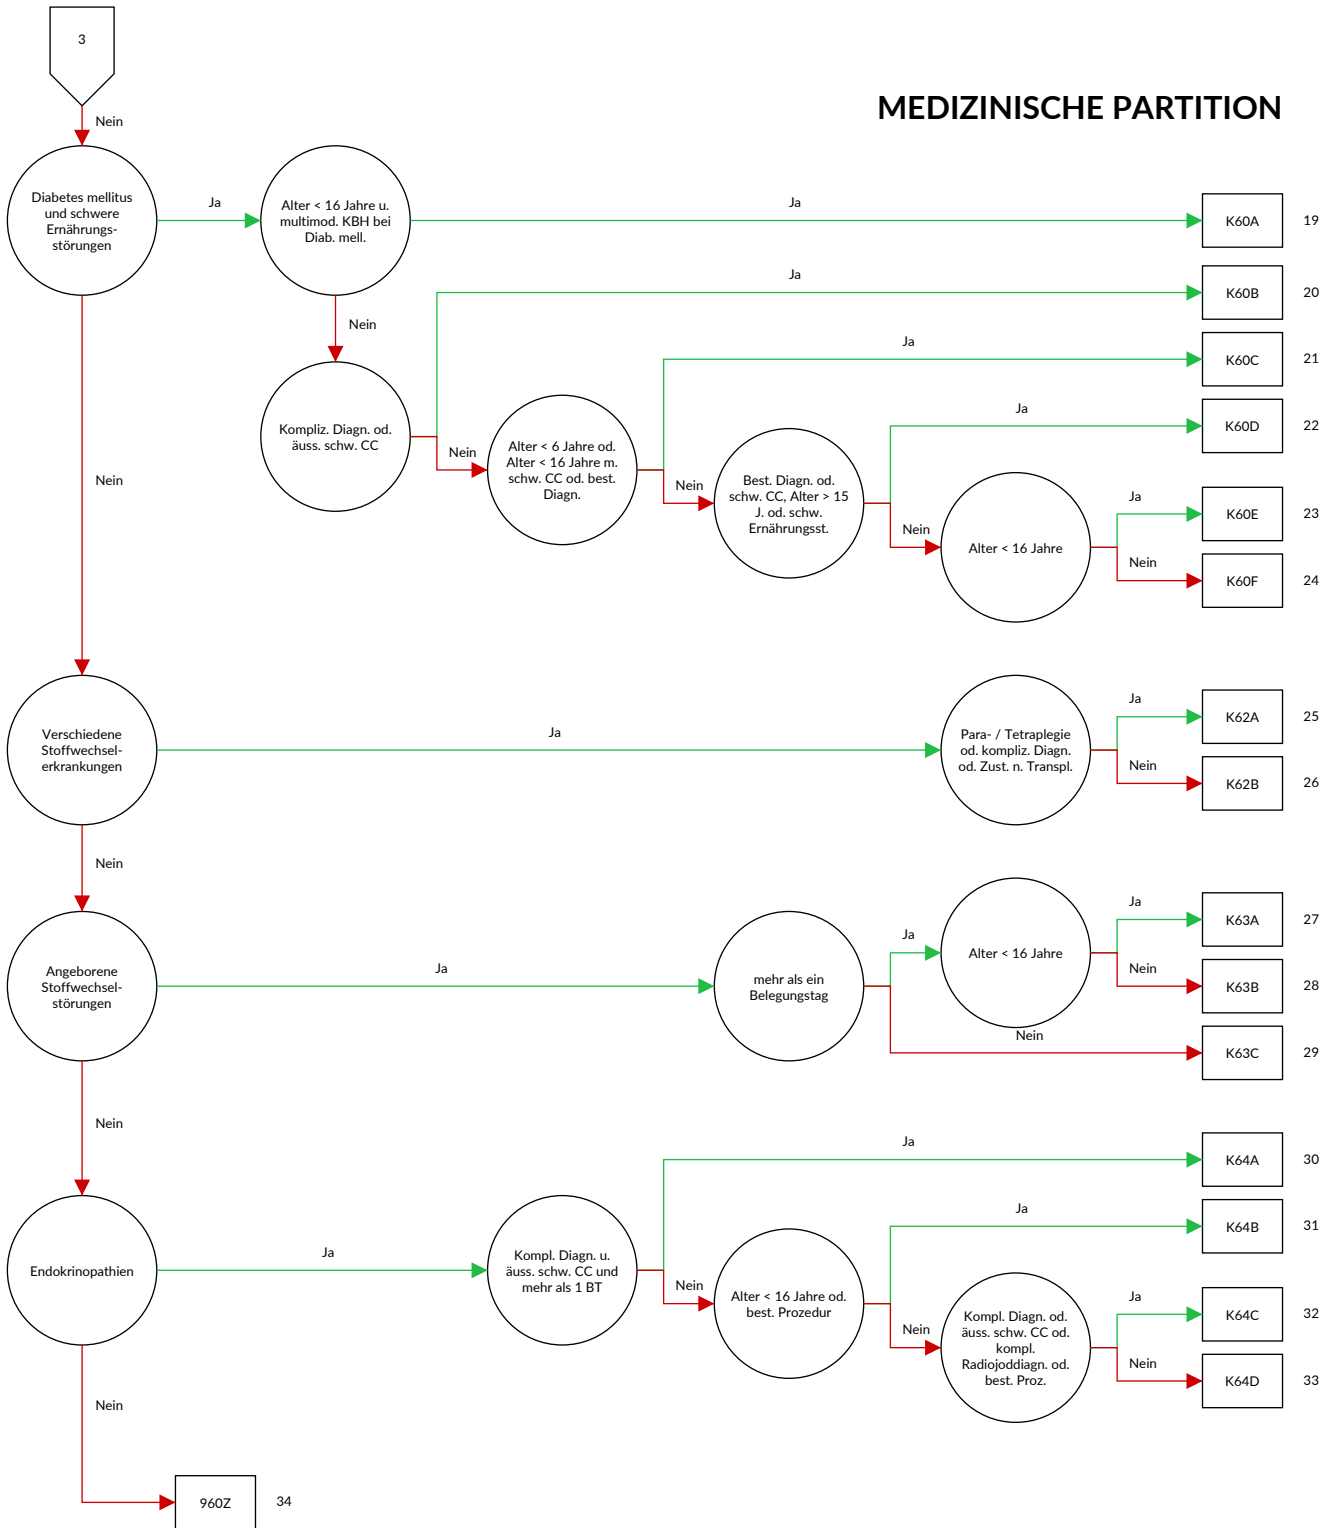 3
MEDIZINISCHE PARTITION
Nein
Diabetes mellitus
und schwere
Ernährungs-
störungen
Ja
Alter < 16 Jahre u.
multimod. KBH bei
Diab. mell.
Ja
K60A
19
Ja
K60B
20
Nein
Ja
K60C
21
Kompliz. Diagn. od.
äuss. schw. CC
Nein
Alter < 6 Jahre od.
Alter < 16 Jahre m.
schw. CC od. best.
Diagn.
Ja
K60D
22
Nein
Best. Diagn. od.
schw. CC, Alter > 15
J. od. schw.
Ernährungsst.
Nein
Alter < 16 Jahre
Ja
K60E
23
Nein
K60F
24
Nein
Verschiedene
Stoffwechsel-
erkrankungen
Ja
Para- / Tetraplegie
od. kompliz. Diagn.
od. Zust. n. Transpl.
Ja
K62A
25
Nein
K62B
26
Nein
Angeborene
Stoffwechsel-
störungen
Ja
mehr als ein
Belegungstag
Ja
Alter < 16 Jahre
Ja
K63A
27
Nein
K63B
28
Nein
K63C
29
Nein
Endokrinopathien
Ja
Kompl. Diagn. u.
äuss. schw. CC und
mehr als 1 BT
Ja
K64A
30
Nein
Alter < 16 Jahre od.
best. Prozedur
Ja
K64B
31
Nein
Kompl. Diagn. od.
äuss. schw. CC od.
kompl.
Radiojoddiagn. od.
best. Proz.
Ja
K64C
32
Nein
K64D
33
Nein
960Z
34